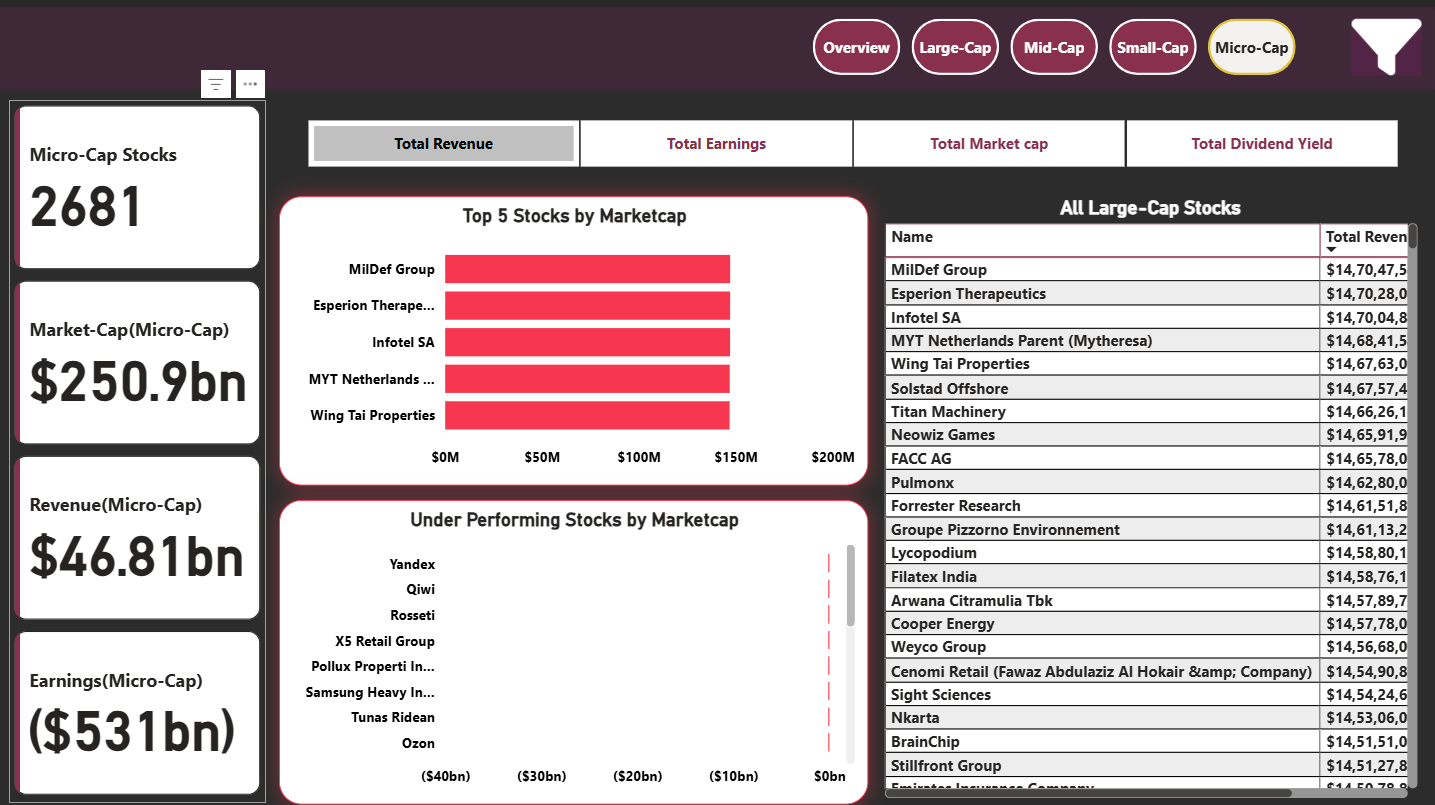 Overview
Large-Cap
Mid-Cap
Small-Cap
Micro-Cap
Micro-Cap Stocks
2681
Market-Cap(Micro-Cap)
$250.9bn
Revenue(Micro-Cap)
$46.81bn
Earnings(Micro-Cap)
($531bn)
Total Revenue
Total Earnings
Total Market cap
Total Dividend Yield
Top 5 Stocks by Marketcap
MilDef Group
Esperion Therape...
Infotel SA
MYT Netherlands ...
Wing Tai Properties
$0M $50M $100M $150M $200M
Under Performing Stocks by Marketcap
Yandex
Qiwi
Rosseti
X5 Retail Group
Pollux Properti In...
Samsung Heavy In...
Tunas Ridean
Ozon
($40bn) ($30bn) ($20bn) ($10bn) $0bn
All Large-Cap Stocks
Name Total Reven
MilDef Group $14,70,47,5
Esperion Therapeutics $14,70,28,0
Infotel SA $14,70,04,8
MYT Netherlands Parent (Mytheresa) $14,68,41,5
Wing Tai Properties $14,67,63,0
Solstad Offshore $14,67,57,4
Titan Machinery $14,66,26,1
Neowiz Games $14,65,91,9
FACC AG $14,65,78,0
Pulmonx $14,62,80,0
Forrester Research $14,61,51,8
Groupe Pizzorno Environnement $14,61,13,2
Lycopodium $14,58,80,1
Filatex India $14,58,76,1
Arwana Citramulia Tbk $14,57,89,7
Cooper Energy $14,57,78,0
Weyco Group $14,56,68,0
Cenomi Retail (Fawaz Abdulaziz Al Hokair &amp; Company) $14,54,90,8
Sight Sciences $14,54,24,6
Nkarta $14,53,06,0
BrainChip $14,51,51,0
Stillfront Group $14,51,27,8
Emirates Insurance Company